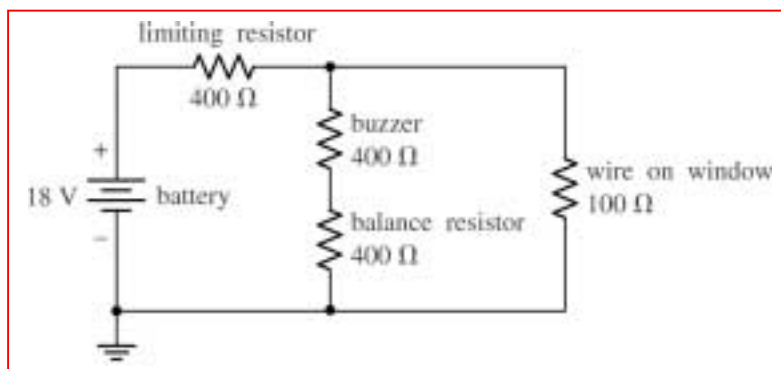 limiting resistor
400 Ω
buzzer
400 Ω
+
18 V
battery
−
wire on window
100 Ω
balance resistor
400 Ω